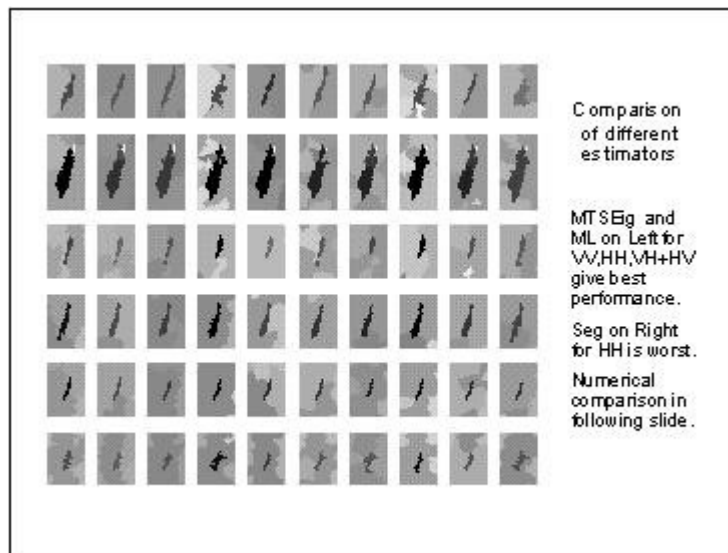 Comparison
of different
estimators
MTSEig and
ML on Left for
VV,HH,VH+HV
give best
performance.
Seg on Right
for HH is worst.
Numerical
comparison in
following slide.